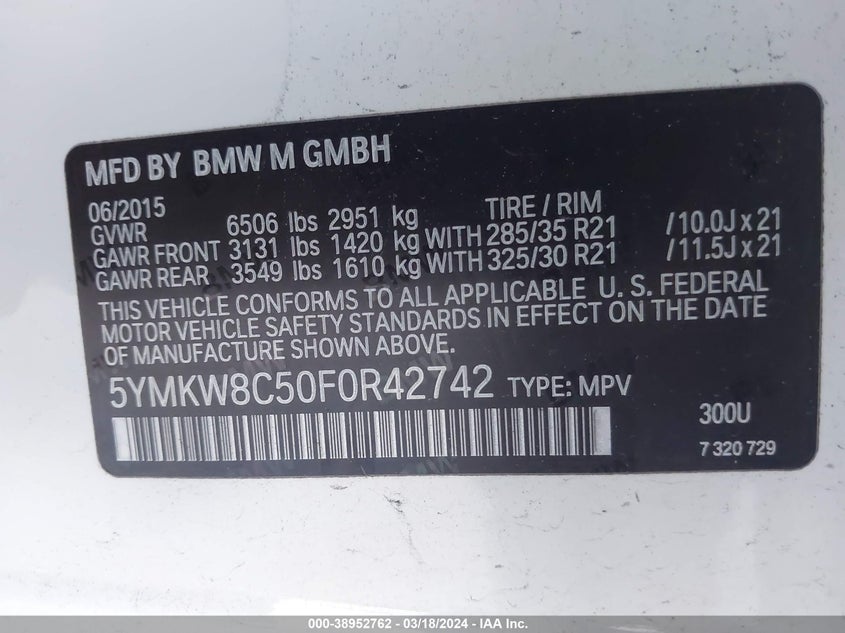 MFD BY BMW M GMBH
06/2015 TIRE / RIM
GVWR 6506 lbs 2951 kg
GAWR FRONT 3131 lbs 1420 kg WITH 285/35 R21 /10.0J x 21
GAWR REAR 3549 lbs 1610 kg WITH 325/30 R21 /11.5J x 21
THIS VEHICLE CONFORMS TO ALL APPLICABLE U. S. FEDERAL
MOTOR VEHICLE SAFETY STANDARDS IN EFFECT ON THE DATE
OF MANUFACTURE SHOWN ABOVE.
5YMKW8C50F0R42742 TYPE: MPV
300U
7 320 729
000-38952762 - 03/18/2024 - IAA Inc.